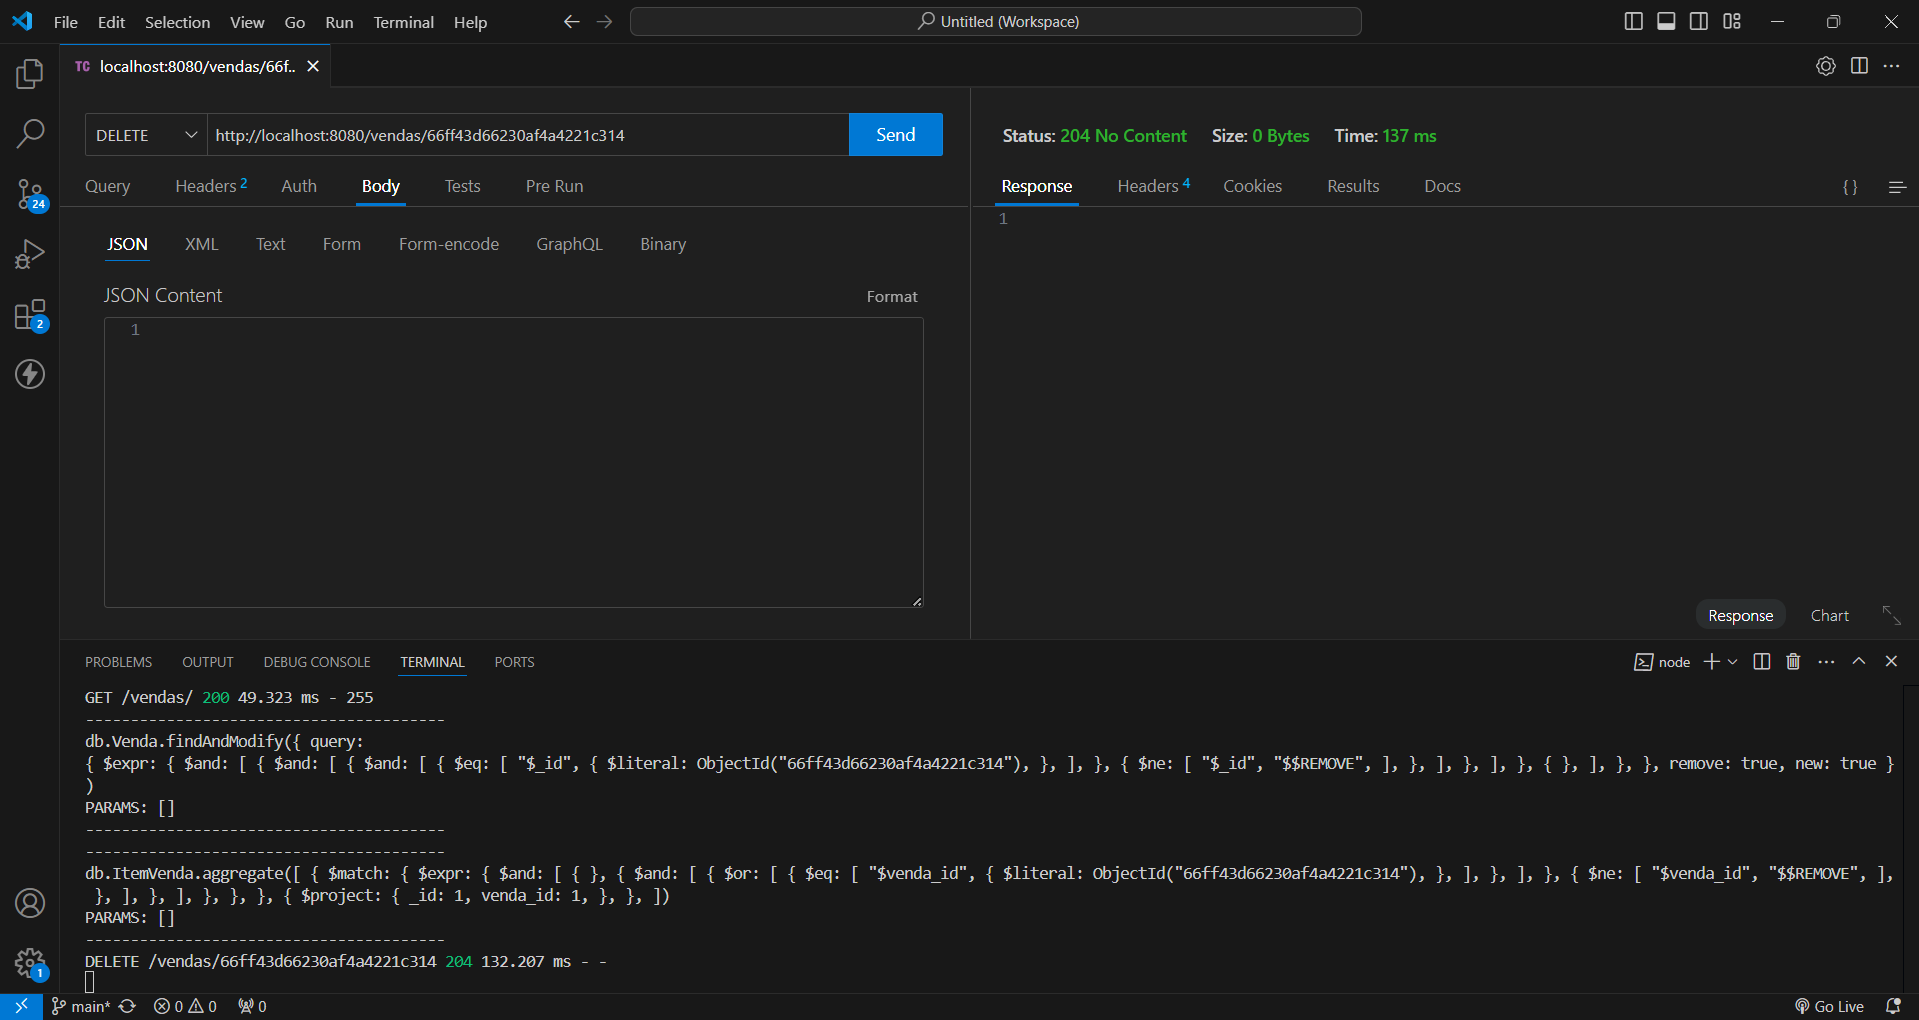 File Edit Selection View Go Run Terminal Help
Untitled (Workspace)
TC localhost:8080/vendas/66f..
DELETE http://localhost:8080/vendas/66ff43d66230af4a4221c314 Send
Query Headers 2 Auth Body Tests Pre Run
JSON XML Text Form Form-encode GraphQL Binary
JSON Content Format
1
Status: 204 No Content Size: 0 Bytes Time: 137 ms
Response Headers 4 Cookies Results Docs { }
1
Response Chart
24
2
1
PROBLEMS OUTPUT DEBUG CONSOLE TERMINAL PORTS
node
GET /vendas/ 200 49.323 ms - 255
----------------------------------------
db.Venda.findAndModify({ query:
{ $expr: { $and: [ { $and: [ { $and: [ { $eq: [ "$_id", { $literal: ObjectId("66ff43d66230af4a4221c314"), }, ], }, { $ne: [ "$_id", "$$REMOVE", ], }, ], }, ], }, { }, ], }, }, remove: true, new: true }
)
PARAMS: []
----------------------------------------
----------------------------------------
db.ItemVenda.aggregate([ { $match: { $expr: { $and: [ { }, { $and: [ { $or: [ { $eq: [ "$venda_id", { $literal: ObjectId("66ff43d66230af4a4221c314"), }, ], }, ], }, { $ne: [ "$venda_id", "$$REMOVE", ],
}, ], }, ], }, }, }, { $project: { _id: 1, venda_id: 1, }, }, ])
PARAMS: []
----------------------------------------
DELETE /vendas/66ff43d66230af4a4221c314 204 132.207 ms - -
main* 0 0 0 Go Live